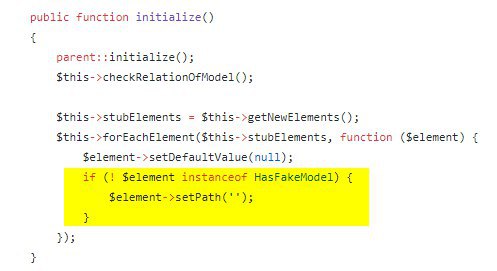 public function initialize()
{
    parent::initialize();
    $this->checkRelationOfModel();

    $this->stubElements = $this->getNewElements();
    $this->forEachElement($this->stubElements, function ($element) {
        $element->setDefaultValue(null);
        if (! $element instanceof HasFakeModel) {
            $element->setPath('');
        }
    });
}